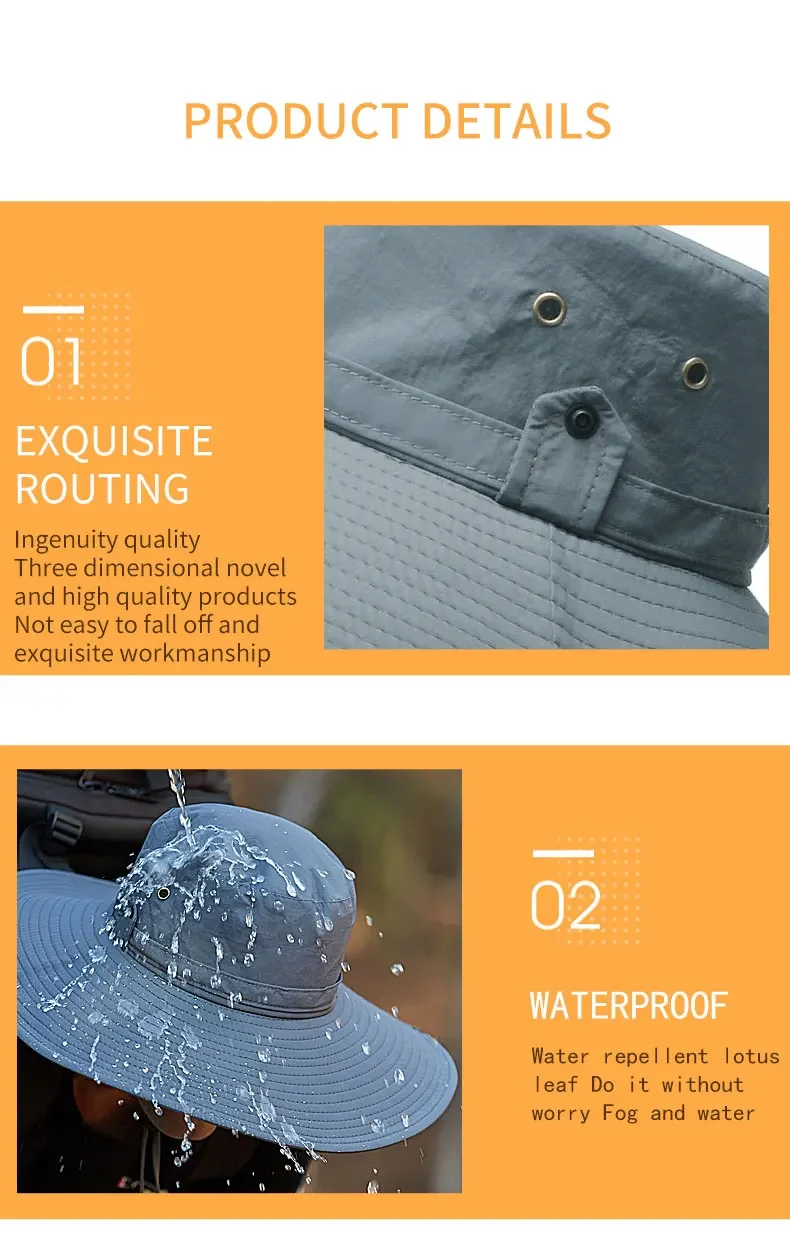 PRODUCT DETAILS
01
EXQUISITE
ROUTING
Ingenuity quality
Three dimensional novel
and high quality products
Not easy to fall off and
exquisite workmanship
02
WATERPROOF
Water repellent lotus
leaf Do it without
worry Fog and water